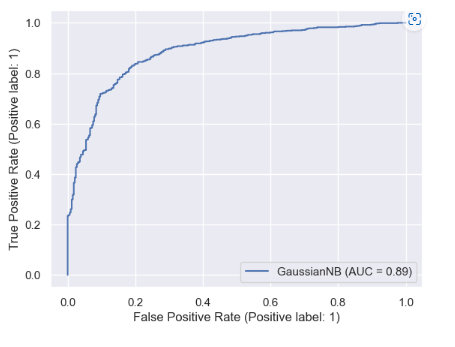 1.0
0.8
0.6
0.4
0.2
0.0
True Positive Rate (Positive label: 1)
GaussianNB (AUC = 0.89)
0.0 0.2 0.4 0.6 0.8 1.0
False Positive Rate (Positive label: 1)